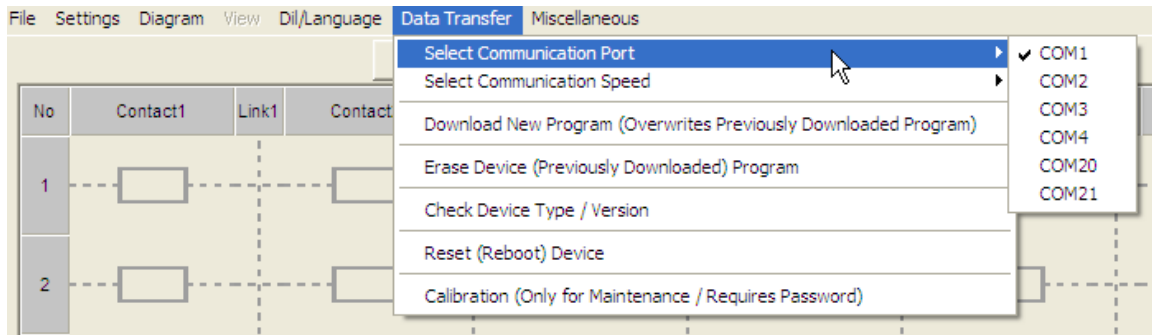 File Settings Diagram View Dil/Language Data Transfer Miscellaneous
Select Communication Port
COM1
Select Communication Speed
COM2
COM3
COM4
COM20
COM21
No Contact1 Link1 Contact
Download New Program (Overwrites Previously Downloaded Program)
Erase Device (Previously Downloaded) Program
1
Check Device Type / Version
Reset (Reboot) Device
2
Calibration (Only for Maintenance / Requires Password)